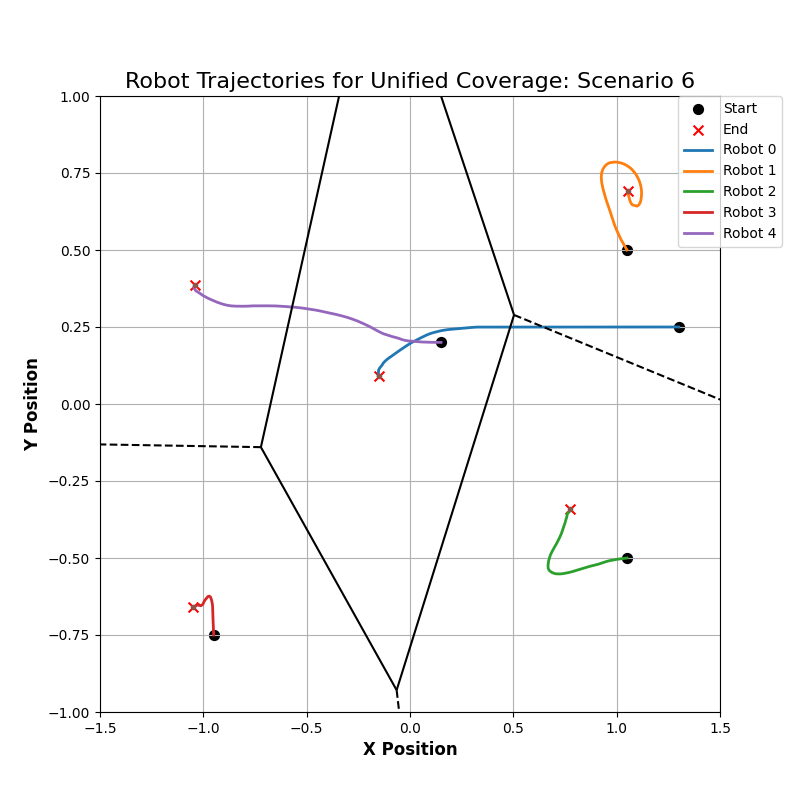 Robot Trajectories for Unified Coverage: Scenario 6
Start
End
Robot 0
Robot 1
Robot 2
Robot 3
Robot 4
1.00
0.75
0.50
0.25
0.00
−0.25
−0.50
−0.75
−1.00
Y Position
−1.5
−1.0
−0.5
0.0
0.5
1.0
1.5
X Position